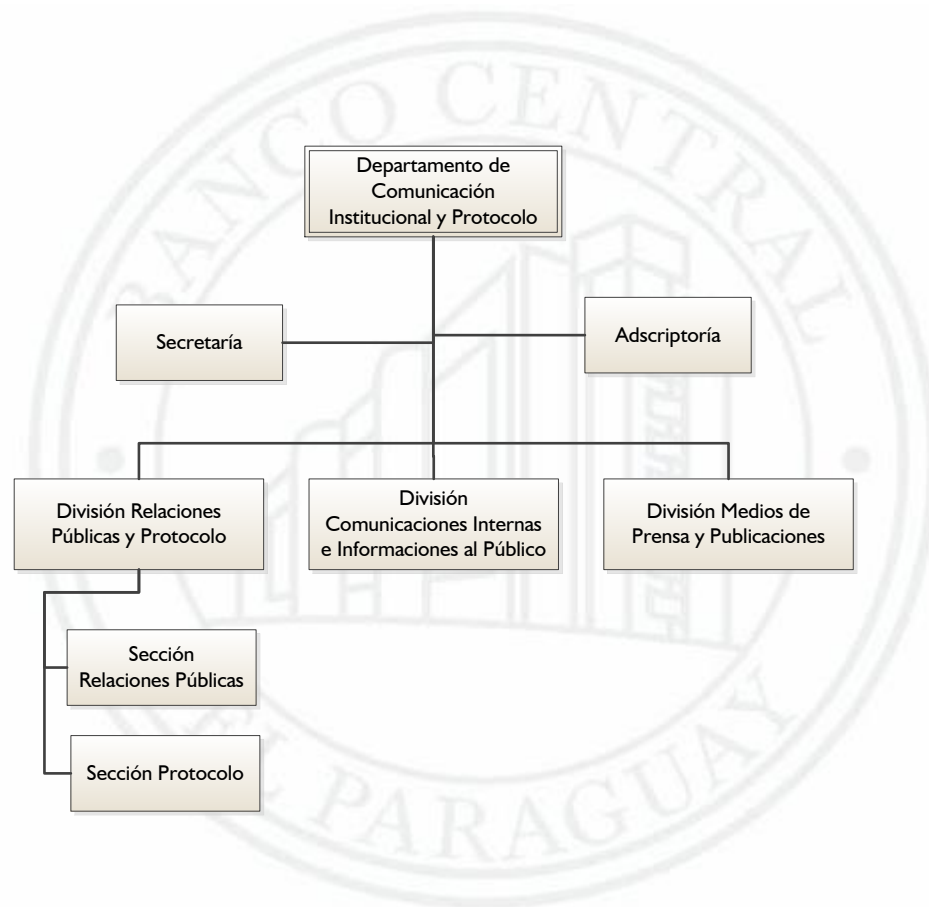 BANCO CENTRAL
Departamento de
Comunicación
Institucional y Protocolo
Secretaría
Adscriptoría
División Relaciones
Públicas y Protocolo
División
Comunicaciones Internas
e Informaciones al Público
División Medios de
Prensa y Publicaciones
Sección
Relaciones Públicas
Sección Protocolo
PARAGUAY